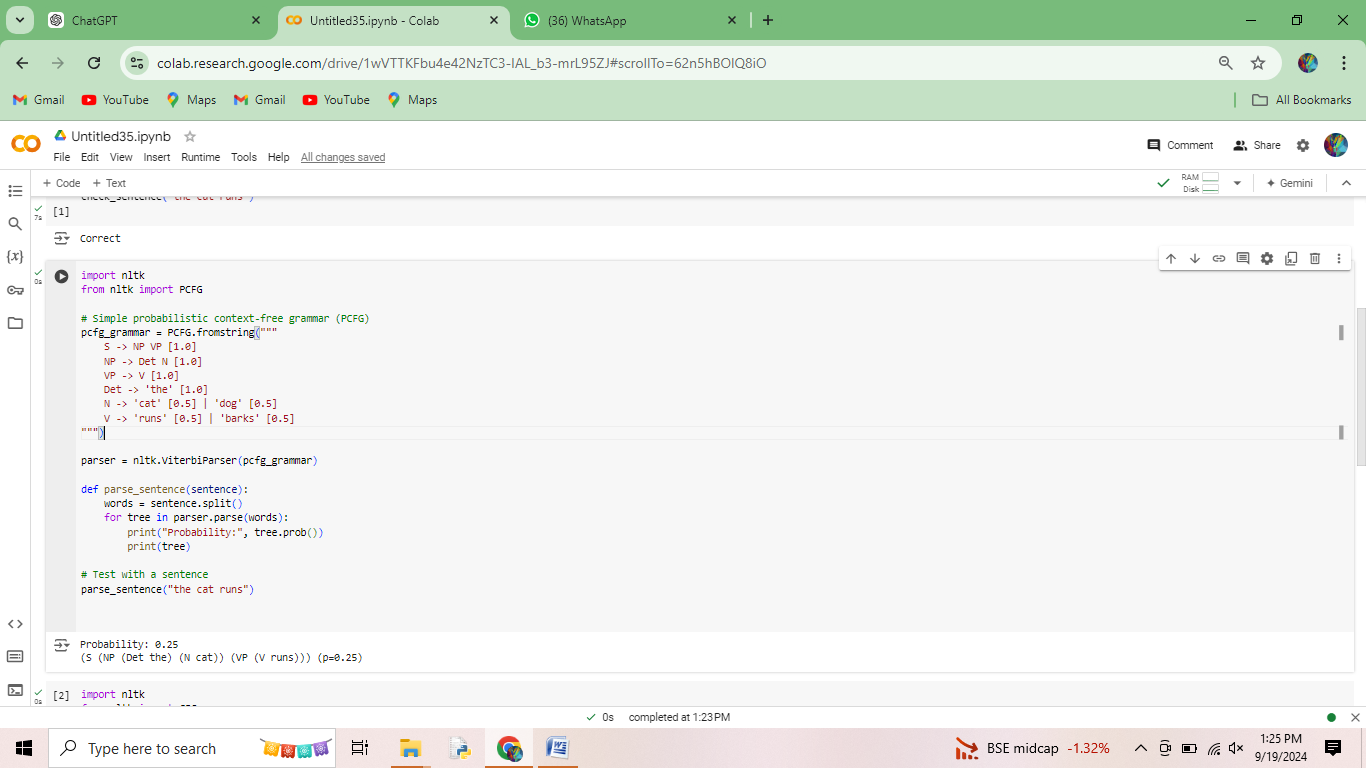 ChatGPT
Untitled35.ipynb - Colab
(36) WhatsApp
colab.research.google.com/drive/1wVTTKFbu4e42NzTC3-IAL_b3-mrL95ZJ#scrollTo=62n5hBOIQ8iO
Gmail YouTube Maps Gmail YouTube Maps All Bookmarks
Untitled35.ipynb
File Edit View Insert Runtime Tools Help All changes saved
Comment Share
+ Code + Text
RAM
Disk
Gemini
check_sentence("the cat runs")
7s
[1]
Correct
0s
import nltk
from nltk import PCFG
# Simple probabilistic context-free grammar (PCFG)
pcfg_grammar = PCFG.fromstring("""
    S -> NP VP [1.0]
    NP -> Det N [1.0]
    VP -> V [1.0]
    Det -> 'the' [1.0]
    N -> 'cat' [0.5] | 'dog' [0.5]
    V -> 'runs' [0.5] | 'barks' [0.5]
""")
parser = nltk.ViterbiParser(pcfg_grammar)
def parse_sentence(sentence):
    words = sentence.split()
    for tree in parser.parse(words):
        print("Probability:", tree.prob())
        print(tree)
# Test with a sentence
parse_sentence("the cat runs")
Probability: 0.25
(S (NP (Det the) (N cat)) (VP (V runs))) (p=0.25)
0s
[2] import nltk
0s completed at 1:23 PM
Type here to search
BSE midcap -1.32%
1:25 PM
9/19/2024